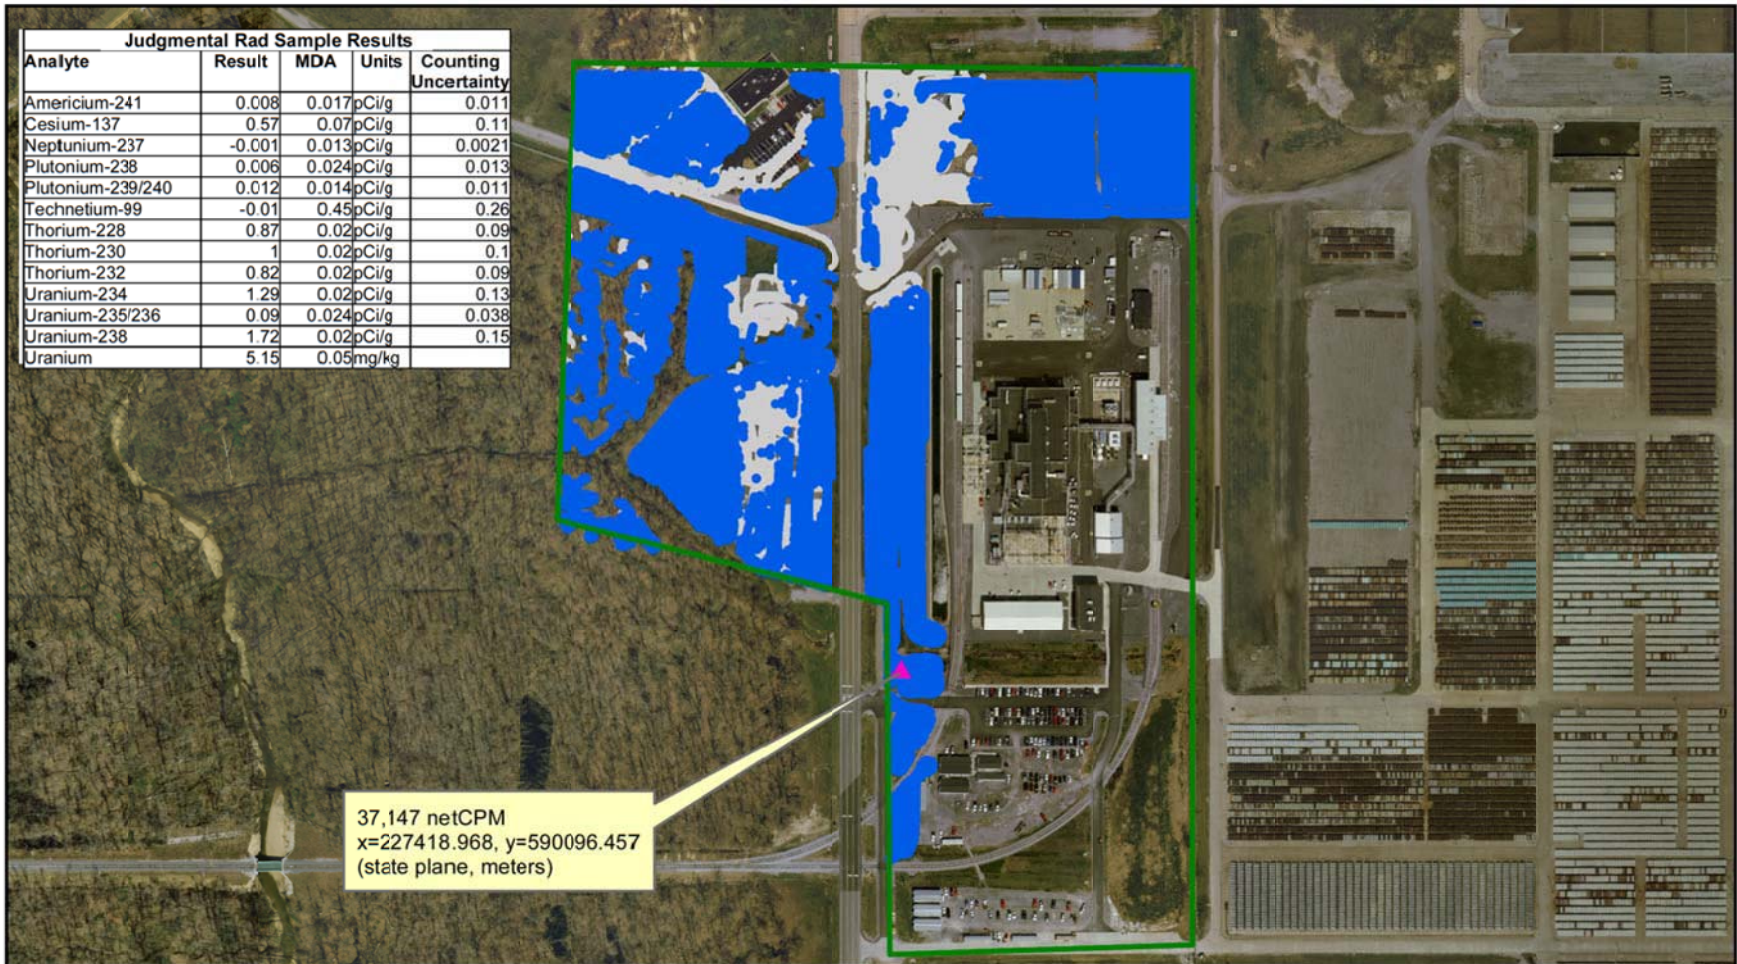 Judgmental Rad Sample Results
Analyte Result MDA Units Counting
Uncertainty
Americium-241 0.008 0.017 pCi/g 0.011
Cesium-137 0.57 0.07 pCi/g 0.11
Neptunium-237 -0.001 0.013 pCi/g 0.0021
Plutonium-238 0.006 0.024 pCi/g 0.013
Plutonium-239/240 0.012 0.014 pCi/g 0.011
Technetium-99 -0.01 0.45 pCi/g 0.26
Thorium-228 0.87 0.02 pCi/g 0.09
Thorium-230 1 0.02 pCi/g 0.1
Thorium-232 0.82 0.02 pCi/g 0.09
Uranium-234 1.29 0.02 pCi/g 0.13
Uranium-235/236 0.09 0.024 pCi/g 0.038
Uranium-238 1.72 0.02 pCi/g 0.15
Uranium 5.15 0.05 mg/kg
37,147 netCPM
x=227418.968, y=590096.457
(state plane, meters)